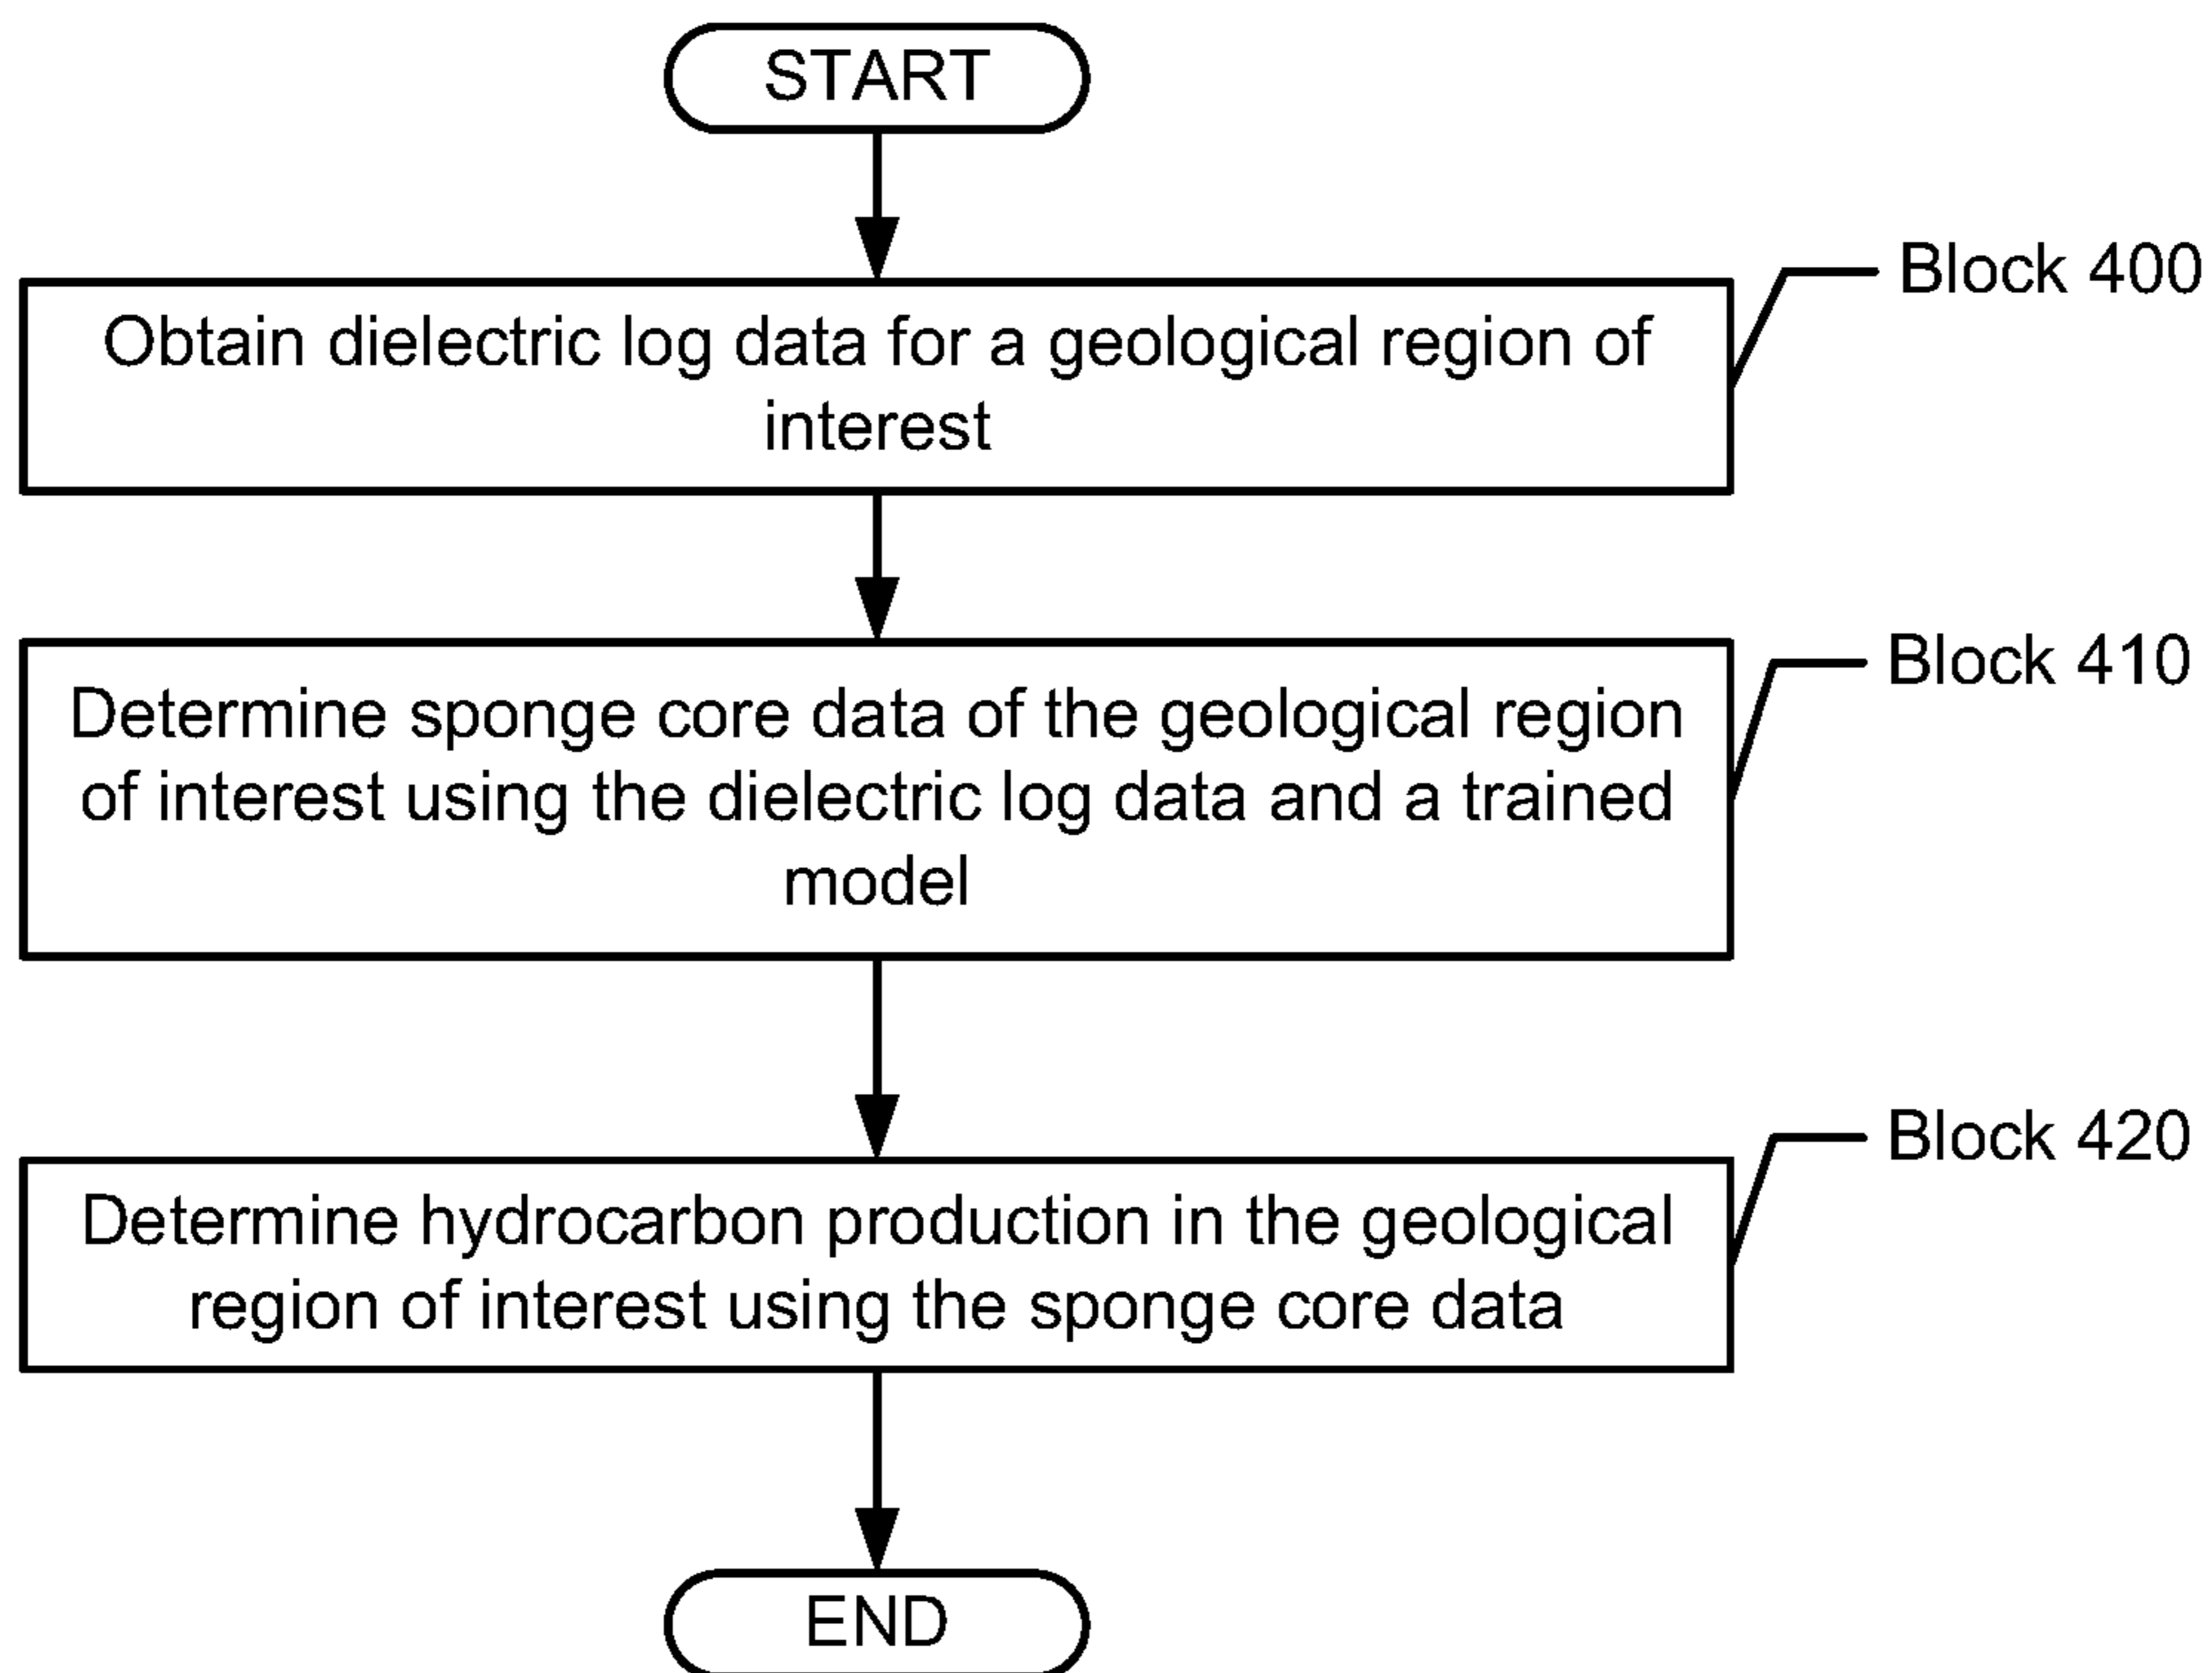 START
Block 400
Obtain dielectric log data for a geological region of
interest
Block 410
Determine sponge core data of the geological region
of interest using the dielectric log data and a trained
model
Block 420
Determine hydrocarbon production in the geological
region of interest using the sponge core data
END